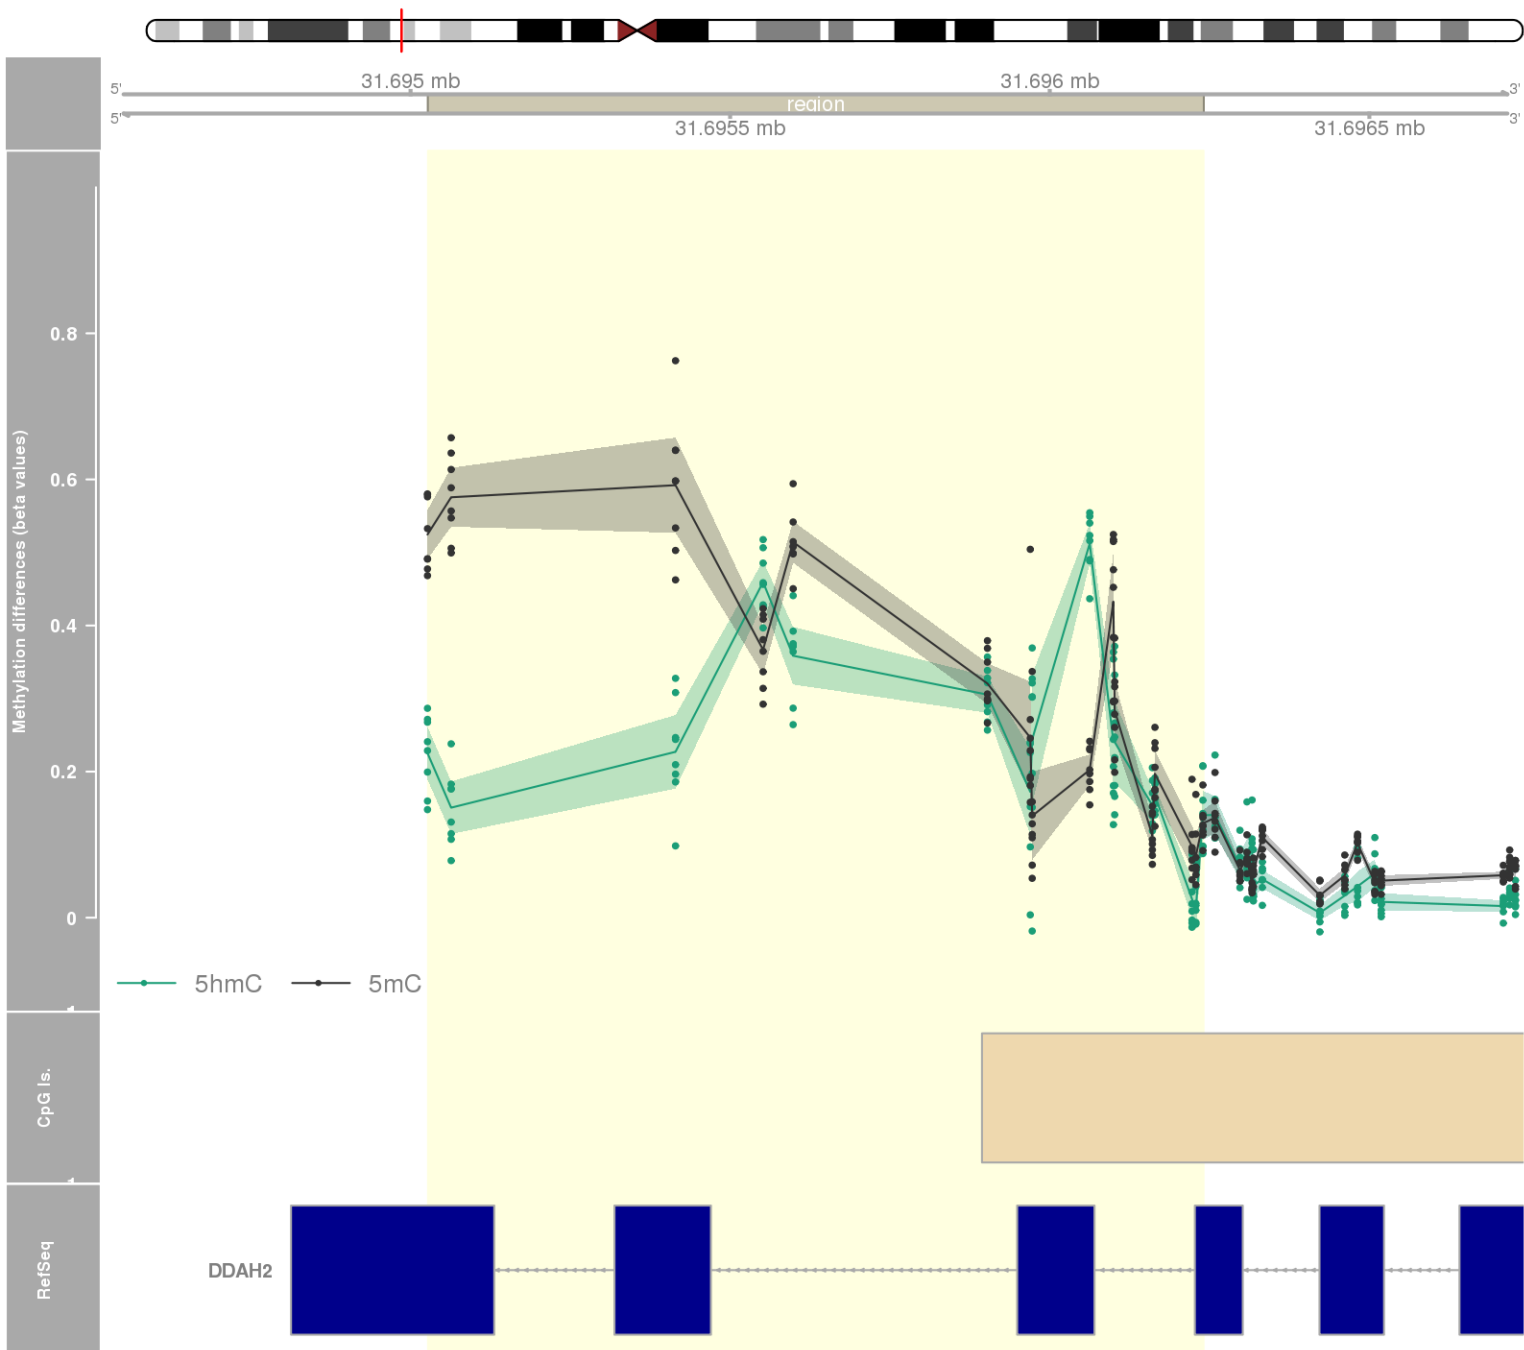 31.695 mb
31.696 mb
5'
3'
region
5'
3'
31.6955 mb
31.6965 mb
Methylation differences (beta values)
0.8
0.6
0.4
0.2
0
5hmC
5mC
CpG Is.
RefSeq
DDAH2